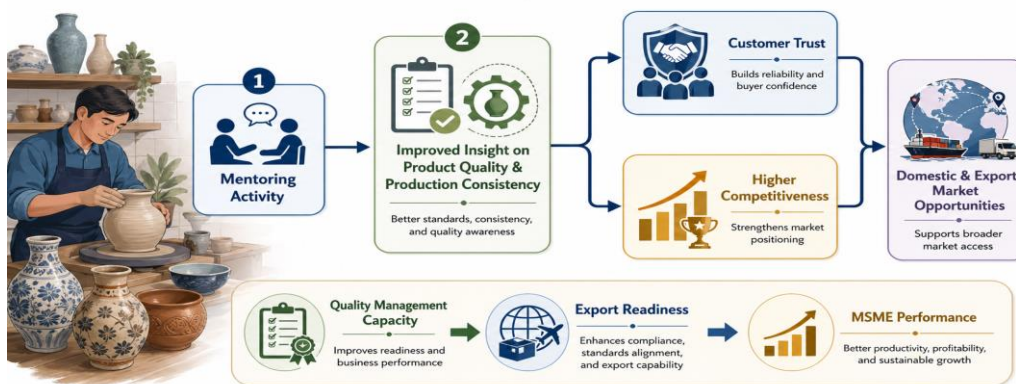 1
Mentoring
Activity
2
Improved Insight on
Product Quality &
Production Consistency
Better standards, consistency,
and quality awareness
Customer Trust
Builds reliability and
buyer confidence
Higher
Competitiveness
Strengthens market
positioning
Domestic & Export
Market
Opportunities
Supports broader
market access
Quality Management
Capacity
Improves readiness and
business performance
Export Readiness
Enhances compliance,
standards alignment,
and export capability
MSME Performance
Better productivity, profitability,
and sustainable growth